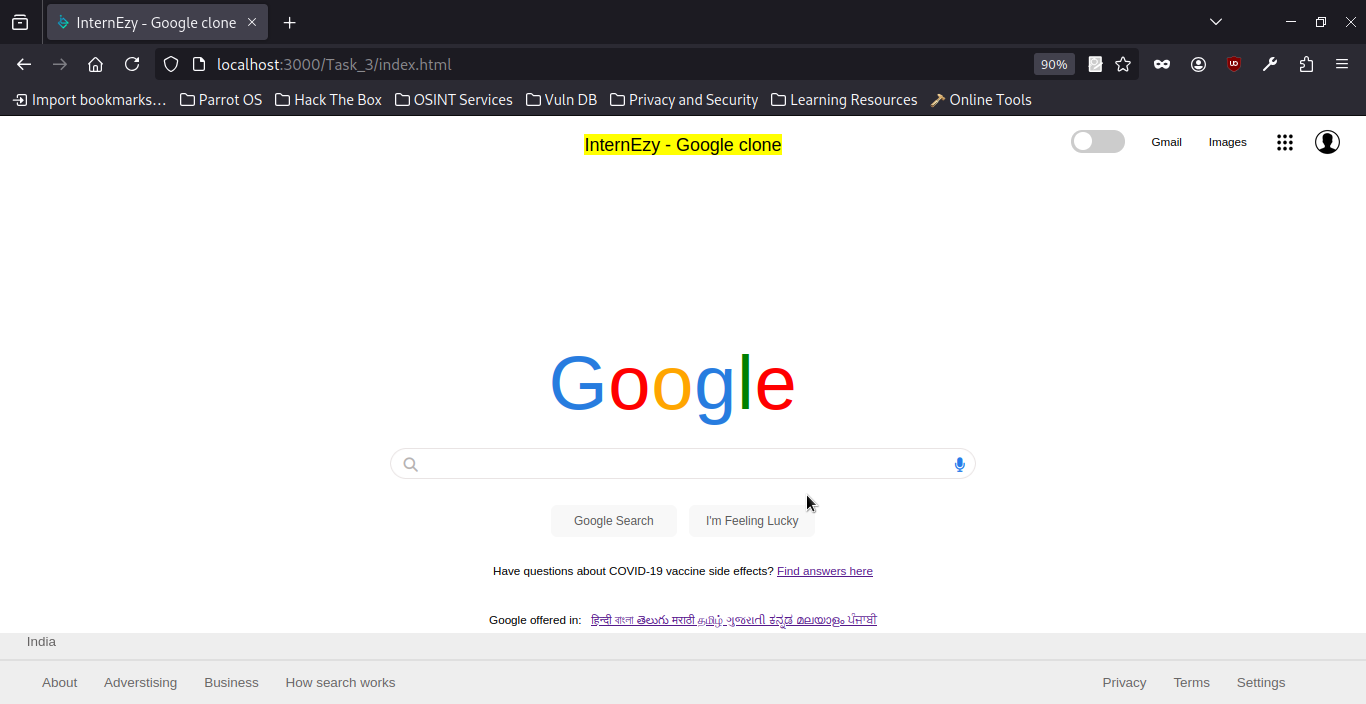 InternEzy - Google clone
localhost:3000/Task_3/index.html 90%
Import bookmarks… Parrot OS Hack The Box OSINT Services Vuln DB Privacy and Security Learning Resources Online Tools
InternEzy - Google clone Gmail Images
Google
Google Search I'm Feeling Lucky
Have questions about COVID-19 vaccine side effects? Find answers here
Google offered in: हिन्दी বাংলা తెలుగు मराठी தமிழ் ગુજરાતી ಕನ್ನಡ മലയാളം ਪੰਜਾਬੀ
India
About Adverstising Business How search works Privacy Terms Settings